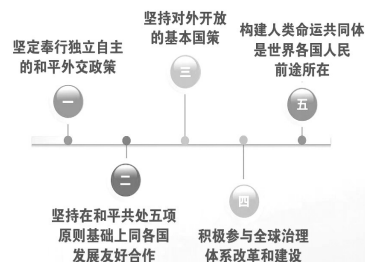 坚定奉行独立自主
的和平外交政策
一
二
坚持在和平共处五项
原则基础上同各国
发展友好合作
坚持对外开放
的基本国策
三
四
积极参与全球治理
体系改革和建设
构建人类命运共同体
是世界各国人民
前途所在
五